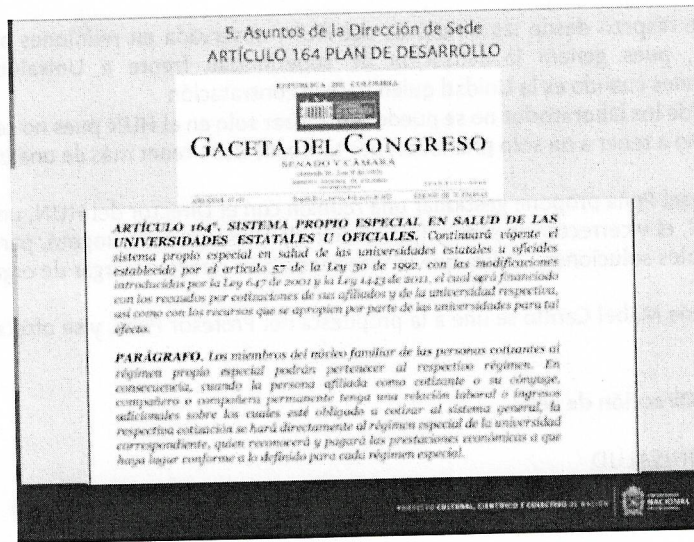 5. Asuntos de la Dirección de Sede
ARTÍCULO 164 PLAN DE DESARROLLO
REPÚBLICA DE COLOMBIA
GACETA DEL CONGRESO
SENADO Y CÁMARA
ARTÍCULO 164°. SISTEMA PROPIO ESPECIAL EN SALUD DE LAS
UNIVERSIDADES ESTATALES U OFICIALES. Continuará vigente el
sistema propio especial en salud de las universidades estatales u oficiales
establecido por el artículo 57 de la Ley 30 de 1992, con las modificaciones
introducidas por la Ley 647 de 2001 y la Ley 1443 de 2011, el cual será financiado
con los recaudos por cotizaciones de sus afiliados y de la universidad respectiva,
así como con los recursos que se apropien por parte de las universidades para tal
efecto.
PARÁGRAFO. Los miembros del núcleo familiar de las personas cotizantes al
régimen propio especial podrán pertenecer al respectivo régimen. En
consecuencia, cuando la persona afiliada como cotizante o su cónyuge,
compañero o compañera permanente tenga una relación laboral o ingresos
adicionales sobre los cuales esté obligado a cotizar al sistema general, la
respectiva cotización se hará directamente al régimen especial de la universidad
correspondiente, quien reconocerá y pagará las prestaciones económicas a que
haya lugar conforme a lo definido para cada régimen especial.
PROYECTO CULTURAL, CIENTÍFICO Y COLECTIVO DE NACIÓN
UNIVERSIDAD
NACIONAL